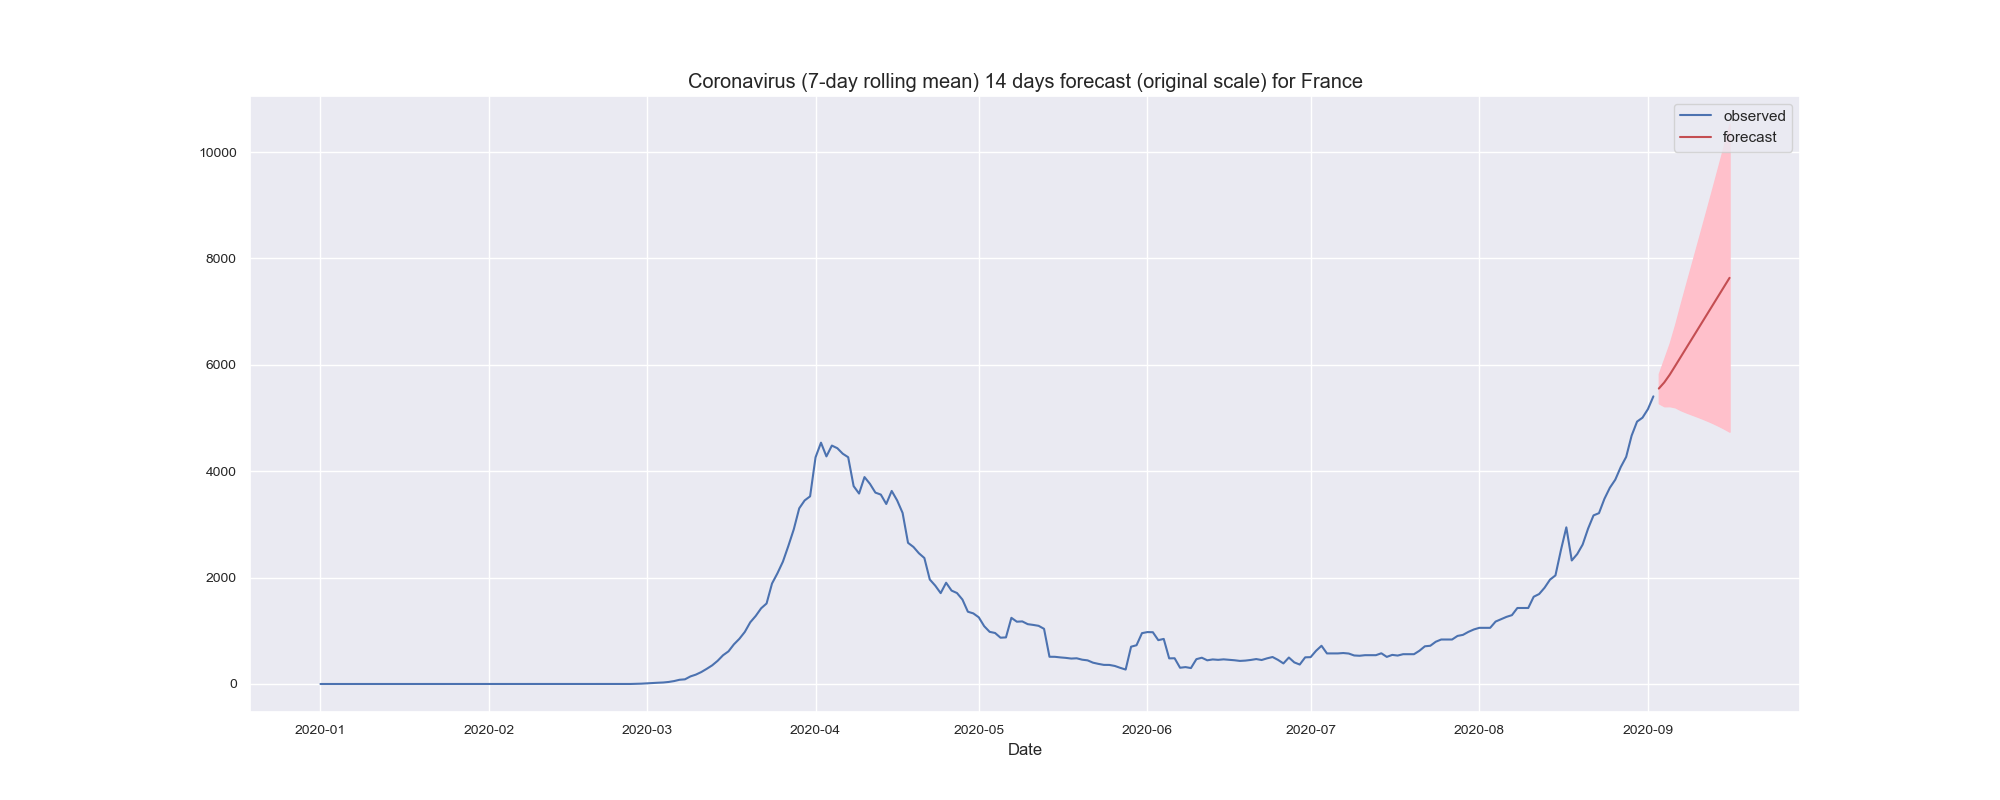 Coronavirus (7-day rolling mean) 14 days forecast (original scale) for France
observed
forecast
10000
8000
6000
4000
2000
0
2020-01 2020-02 2020-03 2020-04 2020-05 2020-06 2020-07 2020-08 2020-09
Date